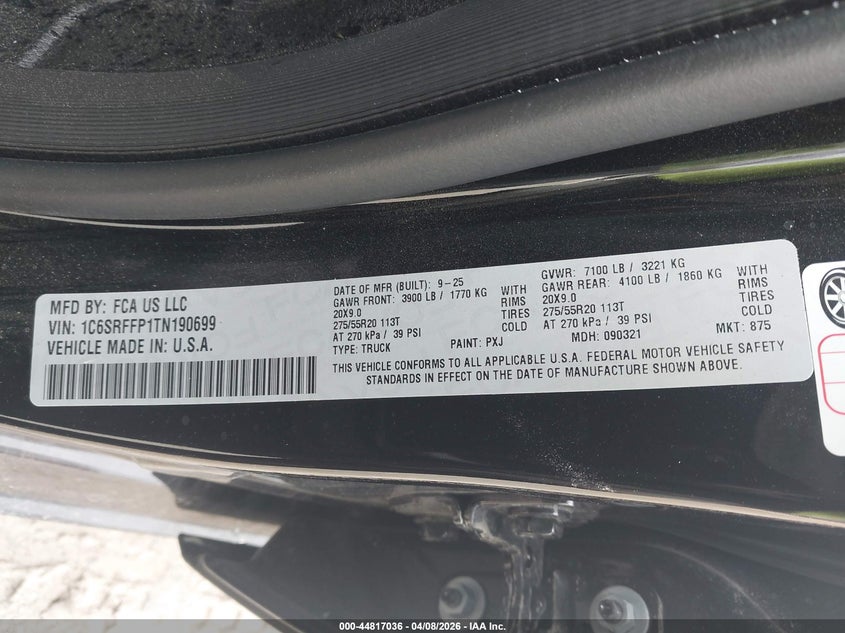 MFD BY: FCA US LLC
VIN: 1C6SRFFP1TN190699
VEHICLE MADE IN: U.S.A.
DATE OF MFR (BUILT): 9-25
GAWR FRONT: 3900 LB / 1770 KG WITH
20X9.0 RIMS
275/55R20 113T TIRES
AT 270 kPa / 39 PSI COLD
TYPE: TRUCK PAINT: PXJ
GVWR: 7100 LB / 3221 KG
GAWR REAR: 4100 LB / 1860 KG WITH
20X9.0 RIMS
275/55R20 113T TIRES
AT 270 kPa / 39 PSI COLD
MDH: 090321 MKT: 875
THIS VEHICLE CONFORMS TO ALL APPLICABLE U.S.A. FEDERAL MOTOR VEHICLE SAFETY
STANDARDS IN EFFECT ON THE DATE OF MANUFACTURE SHOWN ABOVE.
000-44817036 - 04/08/2026 - IAA Inc.